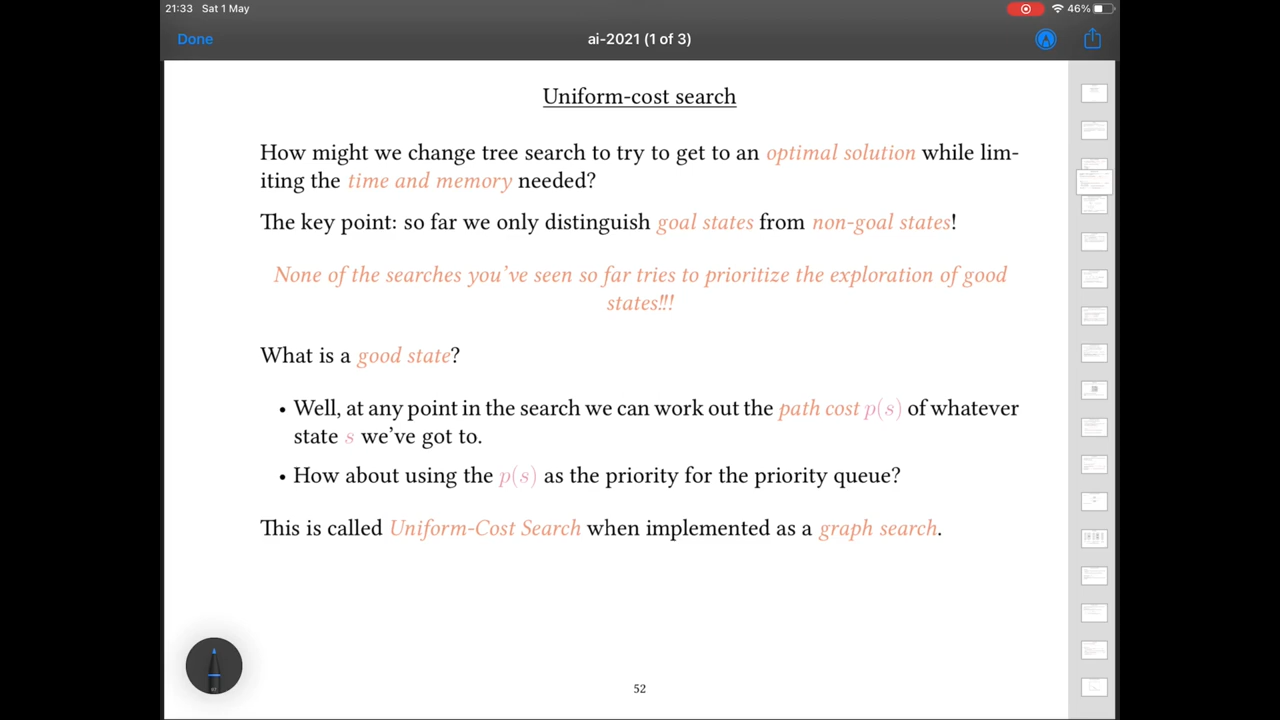 21:33 Sat 1 May
46%
Done
ai-2021 (1 of 3)
Uniform-cost search
How might we change tree search to try to get to an optimal solution while lim-
iting the time and memory needed?
The key point: so far we only distinguish goal states from non-goal states!
None of the searches you've seen so far tries to prioritize the exploration of good
states!!!
What is a good state?
• Well, at any point in the search we can work out the path cost p(s) of whatever
state s we've got to.
• How about using the p(s) as the priority for the priority queue?
This is called Uniform-Cost Search when implemented as a graph search.
52